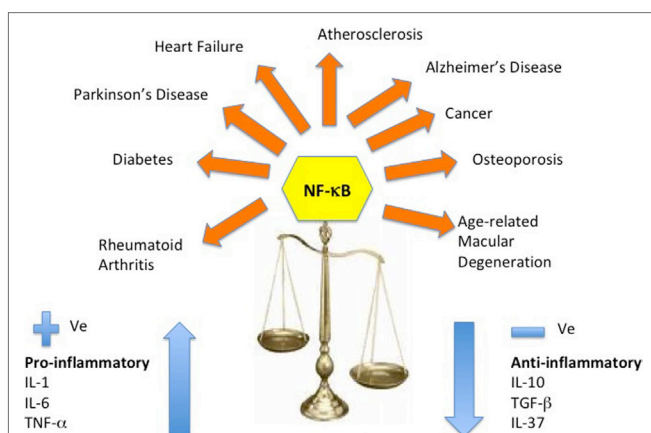 Atherosclerosis
Heart Failure
Alzheimer's Disease
Parkinson's Disease
Cancer
Diabetes
Osteoporosis
NF-κB
Rheumatoid
Arthritis
Age-related
Macular
Degeneration
Ve
Pro-inflammatory
IL-1
IL-6
TNF-α
Ve
Anti-inflammatory
IL-10
TGF-β
IL-37